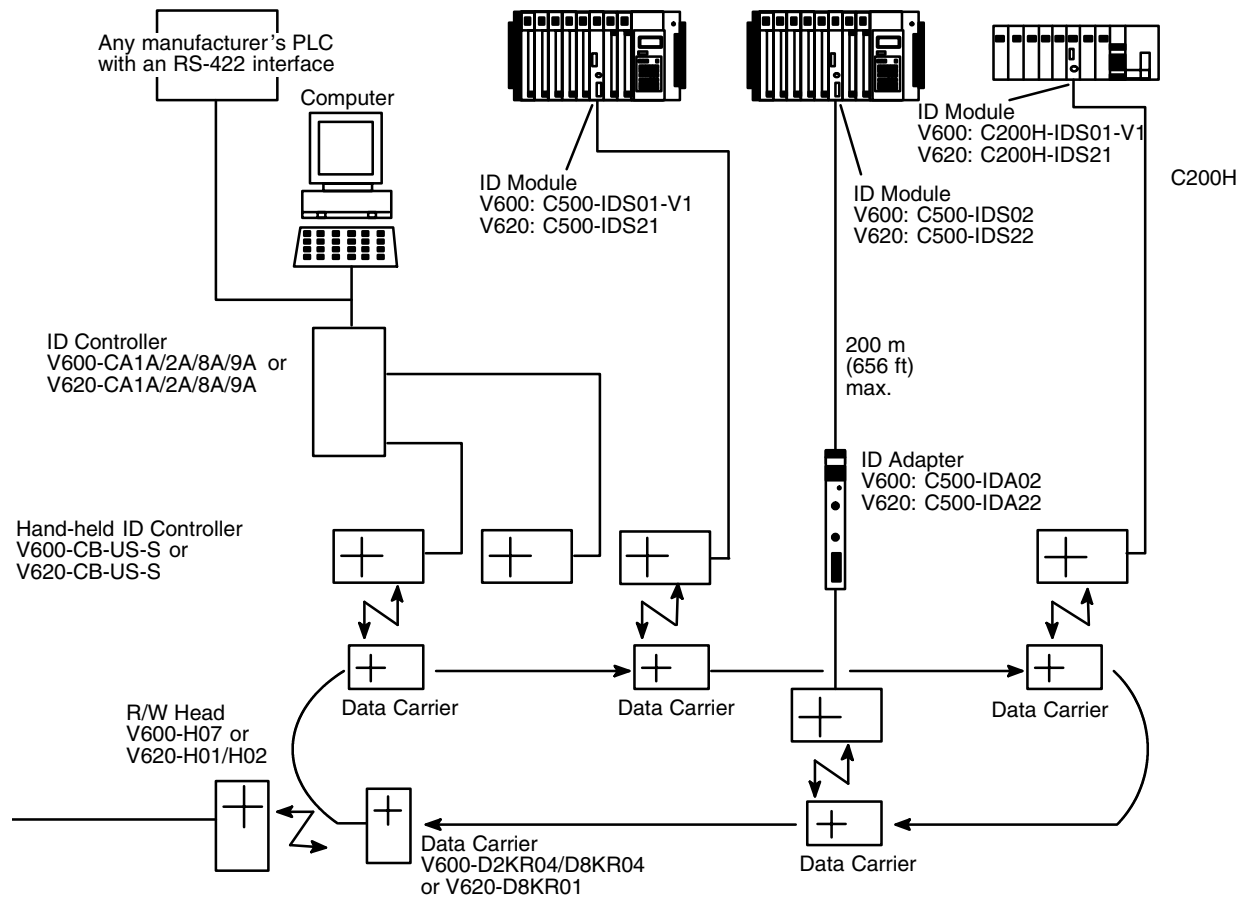 Any manufacturer's PLC
with an RS-422 interface
Computer
ID Module
V600: C500-IDS01-V1
V620: C500-IDS21
ID Module
V600: C500-IDS02
V620: C500-IDS22
ID Module
V600: C200H-IDS01-V1
V620: C200H-IDS21
C200H
ID Controller
V600-CA1A/2A/8A/9A or
V620-CA1A/2A/8A/9A
200 m
(656 ft)
max.
ID Adapter
V600: C500-IDA02
V620: C500-IDA22
Hand-held ID Controller
V600-CB-US-S or
V620-CB-US-S
Data Carrier
Data Carrier
Data Carrier
R/W Head
V600-H07 or
V620-H01/H02
Data Carrier
V600-D2KR04/D8KR04
or V620-D8KR01
Data Carrier